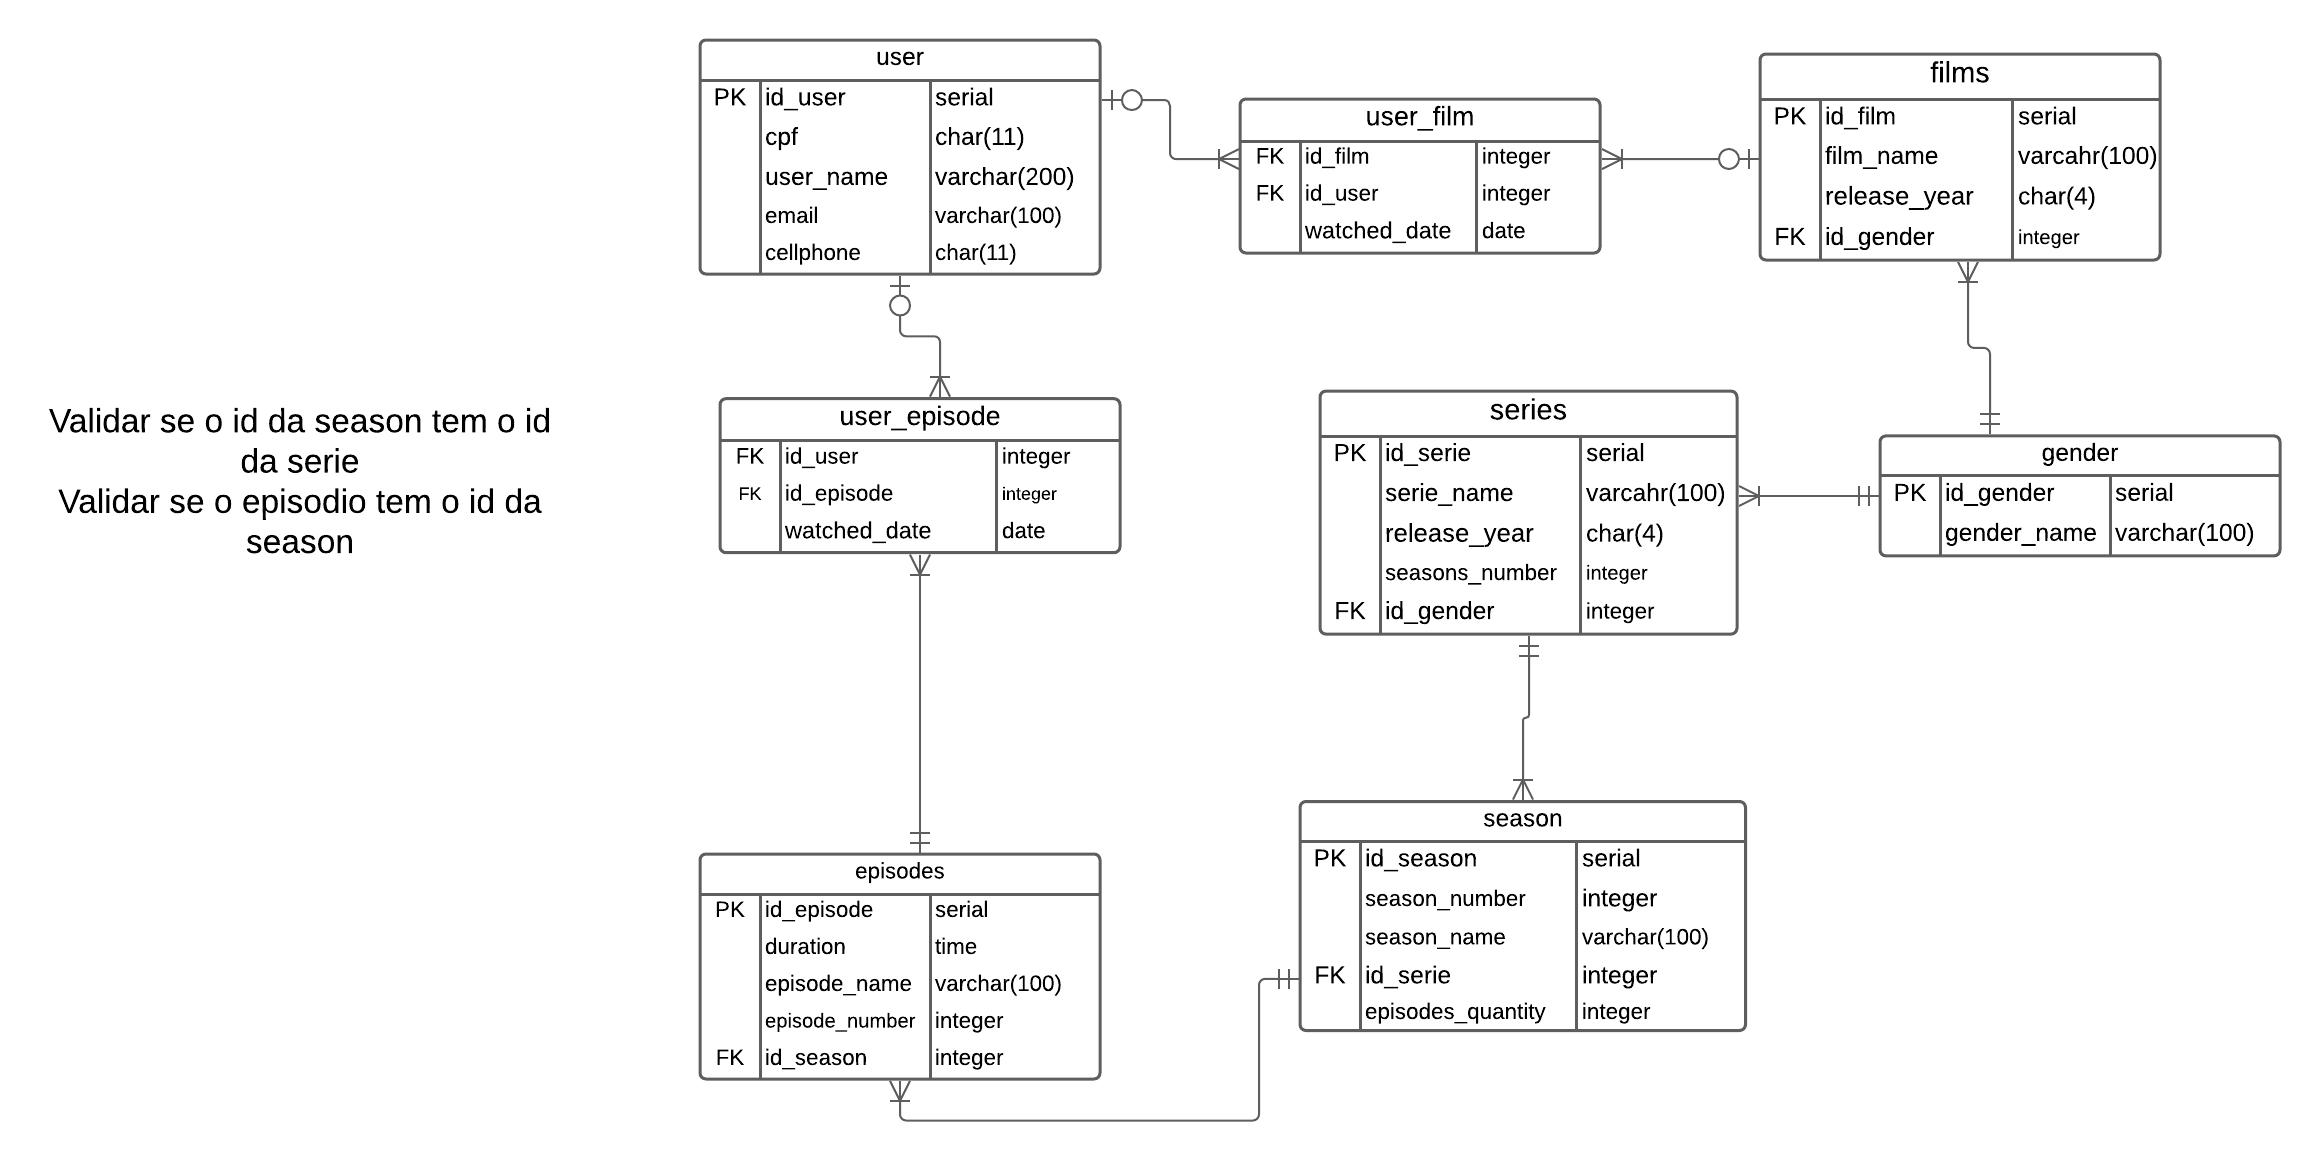 user
PK id_user serial
cpf char(11)
user_name varchar(200)
email varchar(100)
cellphone char(11)
user_film
FK id_film integer
FK id_user integer
watched_date date
films
PK id_film serial
film_name varcahr(100)
release_year char(4)
FK id_gender integer
Validar se o id da season tem o id
da serie
Validar se o episodio tem o id da
season
user_episode
FK id_user integer
FK id_episode integer
watched_date date
series
PK id_serie serial
serie_name varcahr(100)
release_year char(4)
seasons_number integer
FK id_gender integer
gender
PK id_gender serial
gender_name varchar(100)
episodes
PK id_episode serial
duration time
episode_name varchar(100)
episode_number integer
FK id_season integer
season
PK id_season serial
season_number integer
season_name varchar(100)
FK id_serie integer
episodes_quantity integer